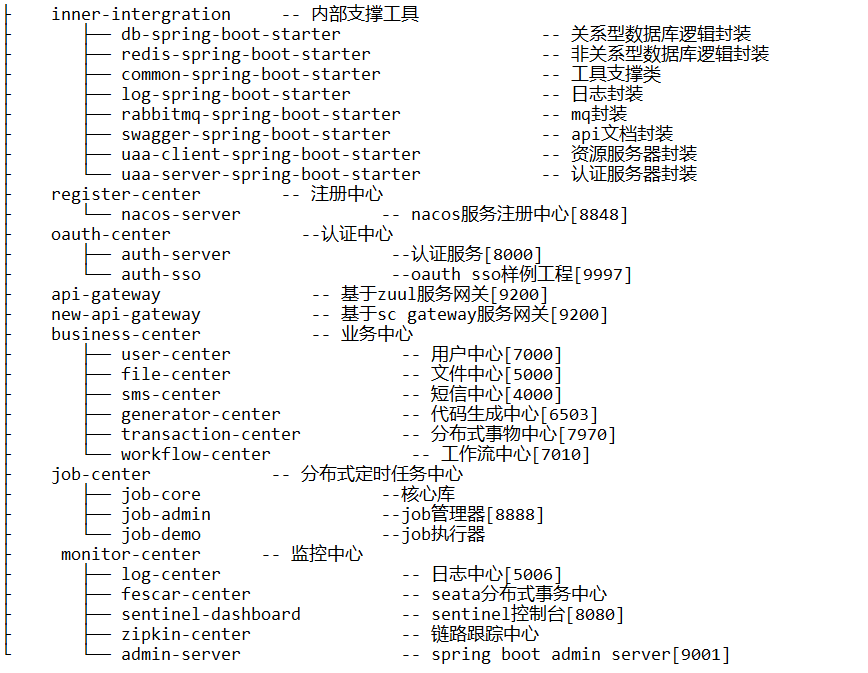 ├    inner-intergration     -- 内部支撑工具
├       ├── db-spring-boot-starter                    -- 关系型数据库逻辑封装
├       ├── redis-spring-boot-starter                 -- 非关系型数据库逻辑封装
├       ├── common-spring-boot-starter                -- 工具支撑类
├       ├── log-spring-boot-starter                   -- 日志封装
├       ├── rabbitmq-spring-boot-starter              -- mq封装
├       ├── swagger-spring-boot-starter               -- api文档封装
├       ├── uaa-client-spring-boot-starter            -- 资源服务器封装
├       └── uaa-server-spring-boot-starter            -- 认证服务器封装
├    register-center        -- 注册中心
├       └── nacos-server              -- nacos服务注册中心[8848]
├    oauth-center             --认证中心
├       ├── auth-server                --认证服务[8000]
├       └── auth-sso                   --oauth sso样例工程[9997]
├    api-gateway               -- 基于zuul服务网关[9200]
├    new-api-gateway           -- 基于sc gateway服务网关[9200]
├    business-center           -- 业务中心
├       ├── user-center                 -- 用户中心[7000]
├       ├── file-center                 -- 文件中心[5000]
├       ├── sms-center                  -- 短信中心[4000]
├       ├── generator-center            -- 代码生成中心[6503]
├       ├── transaction-center          -- 分布式事物中心[7970]
├       └── workflow-center              -- 工作流中心[7010]
├    job-center            -- 分布式定时任务中心
├       ├── job-core                  --核心库
├       ├── job-admin                 --job管理器[8888]
├       └── job-demo                  --job执行器
├     monitor-center      -- 监控中心
├       ├── log-center                  -- 日志中心[5006]
├       ├── fescar-center               -- seata分布式事务中心
├       ├── sentinel-dashboard          -- sentinel控制台[8080]
├       ├── zipkin-center               -- 链路跟踪中心
└       └── admin-server                -- spring boot admin server[9001]